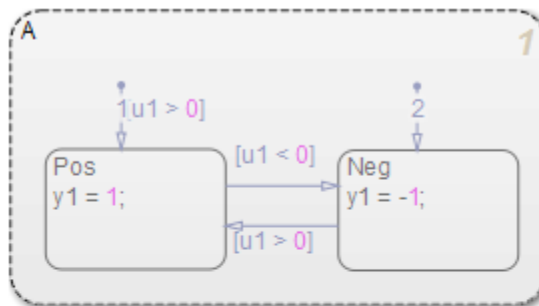 A
1
1[u1 > 0]
2
Pos
y1 = 1;
[u1 < 0]
Neg
y1 = -1;
[u1 > 0]